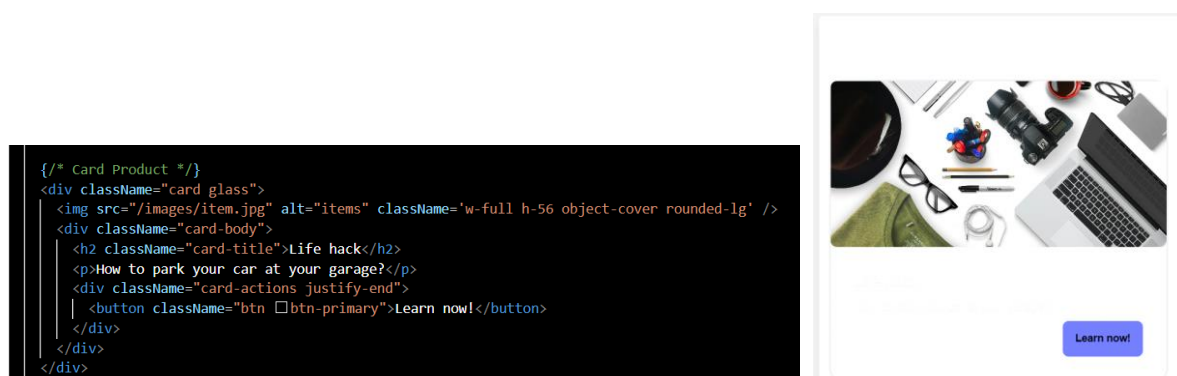 {/* Card Product */}
<div className="card glass">
<img src="/images/item.jpg" alt="items" className='w-full h-56 object-cover rounded-lg' />
<div className="card-body">
<h2 className="card-title">Life hack</h2>
<p>How to park your car at your garage?</p>
<div className="card-actions justify-end">
<button className="btn btn-primary">Learn now!</button>
</div>
</div>
</div>
Learn now!